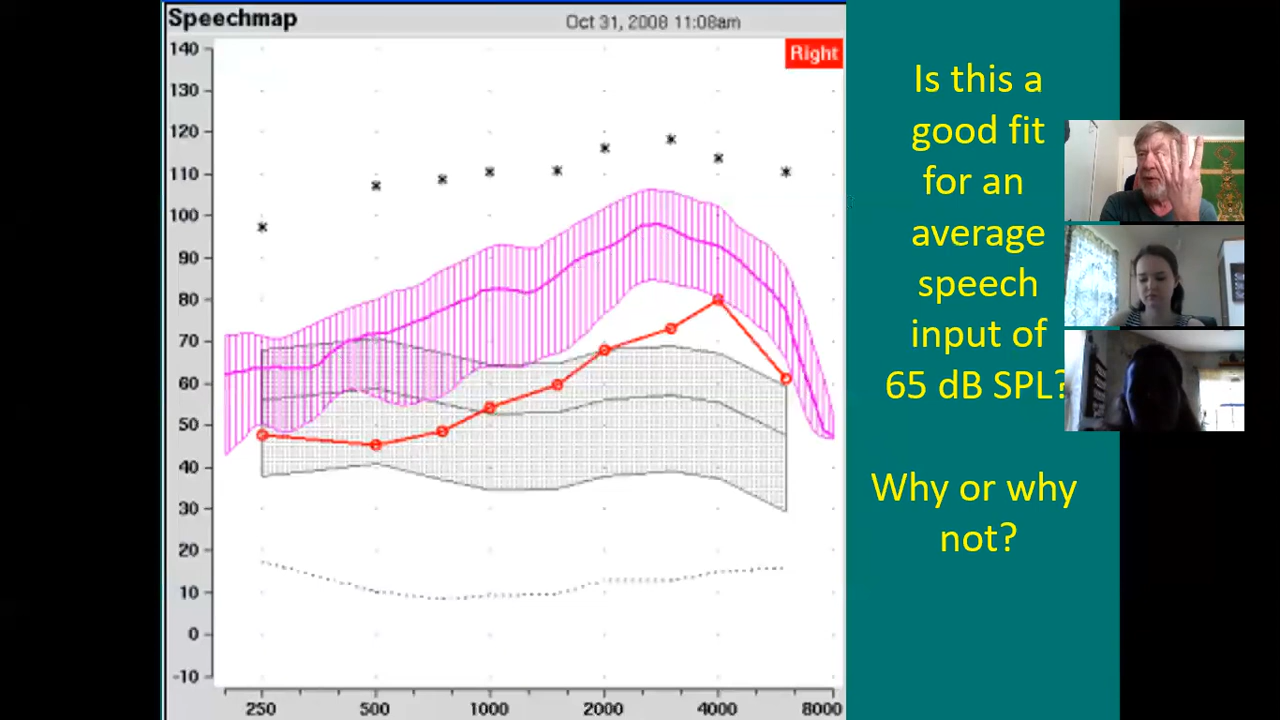 Speechmap
Oct 31, 2008 11:08am
Right
140
130
120
110
100
90
80
70
60
50
40
30
20
10
0
-10
250
500
1000
2000
4000
8000
Is this a
good fit
for an
average
speech
input of
65 dB SPL?
Why or why
not?